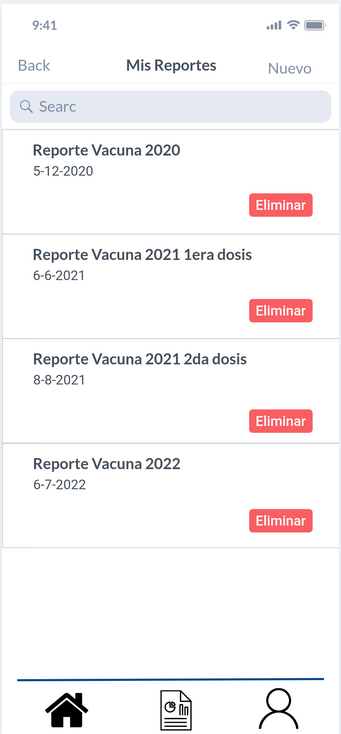 9:41
Back Mis Reportes Nuevo
Searc
Reporte Vacuna 2020
5-12-2020
Eliminar
Reporte Vacuna 2021 1era dosis
6-6-2021
Eliminar
Reporte Vacuna 2021 2da dosis
8-8-2021
Eliminar
Reporte Vacuna 2022
6-7-2022
Eliminar